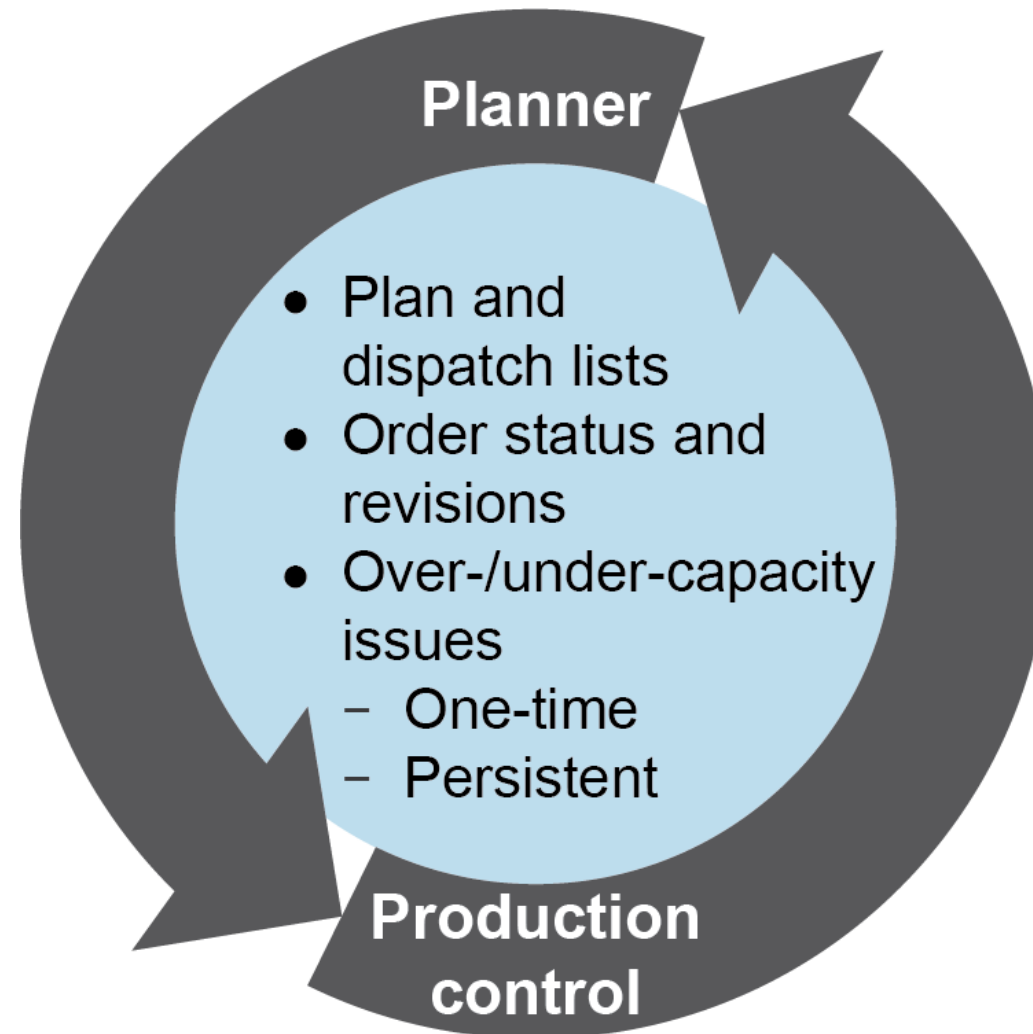 Planner
● Plan and
dispatch lists
● Order status and
revisions
● Over-/under-capacity
issues
– One-time
– Persistent
Production
control